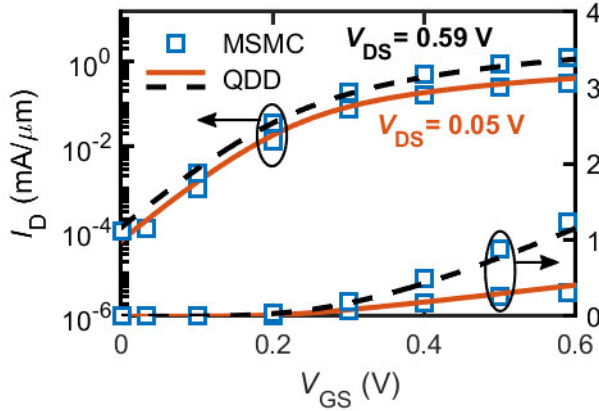 MSMC
QDD
V_DS = 0.59 V
V_DS = 0.05 V
I_D (mA/μm)
10^0
10^-2
10^-4
10^-6
4
3
2
1
0
0 0.2 0.4 0.6
V_GS (V)